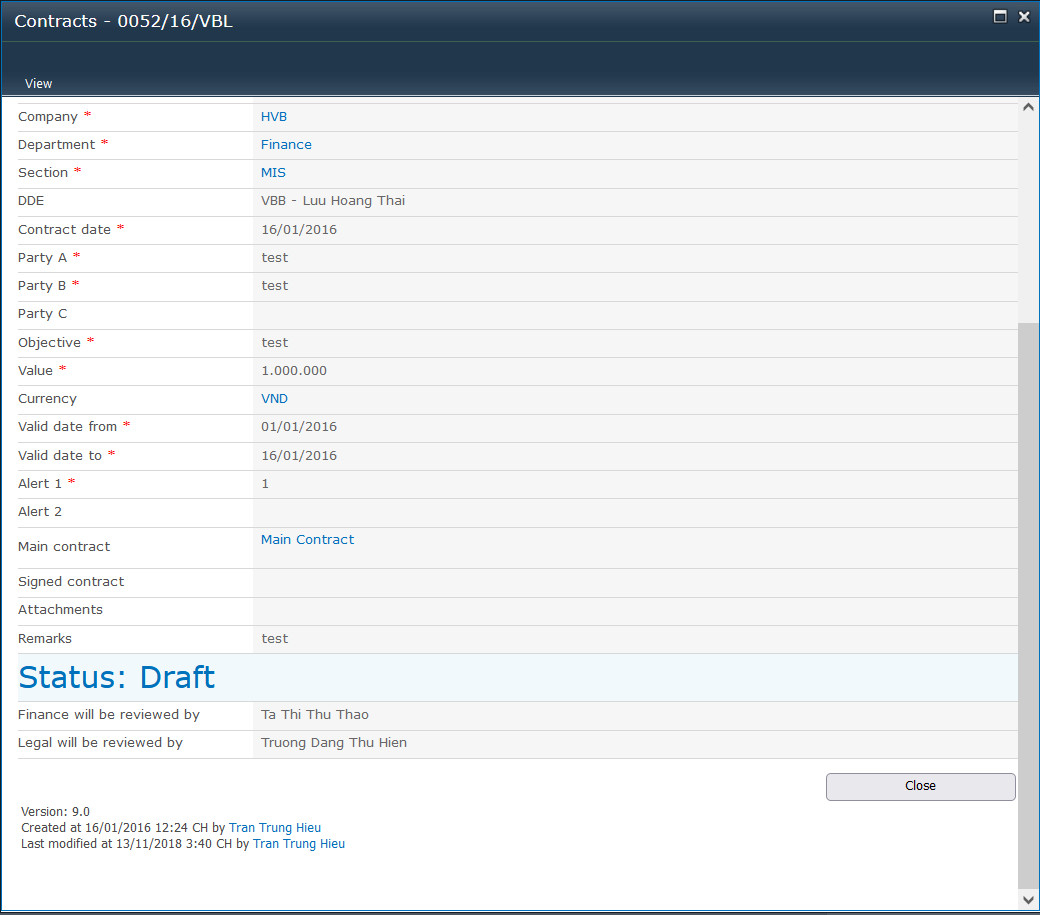 Contracts - 0052/16/VBL
View
Company * HVB
Department * Finance
Section * MIS
DDE VBB - Luu Hoang Thai
Contract date * 16/01/2016
Party A * test
Party B * test
Party C
Objective * test
Value * 1.000.000
Currency VND
Valid date from * 01/01/2016
Valid date to * 16/01/2016
Alert 1 * 1
Alert 2
Main contract Main Contract
Signed contract
Attachments
Remarks test
Status: Draft
Finance will be reviewed by Ta Thi Thu Thao
Legal will be reviewed by Truong Dang Thu Hien
Close
Version: 9.0
Created at 16/01/2016 12:24 CH by Tran Trung Hieu
Last modified at 13/11/2018 3:40 CH by Tran Trung Hieu